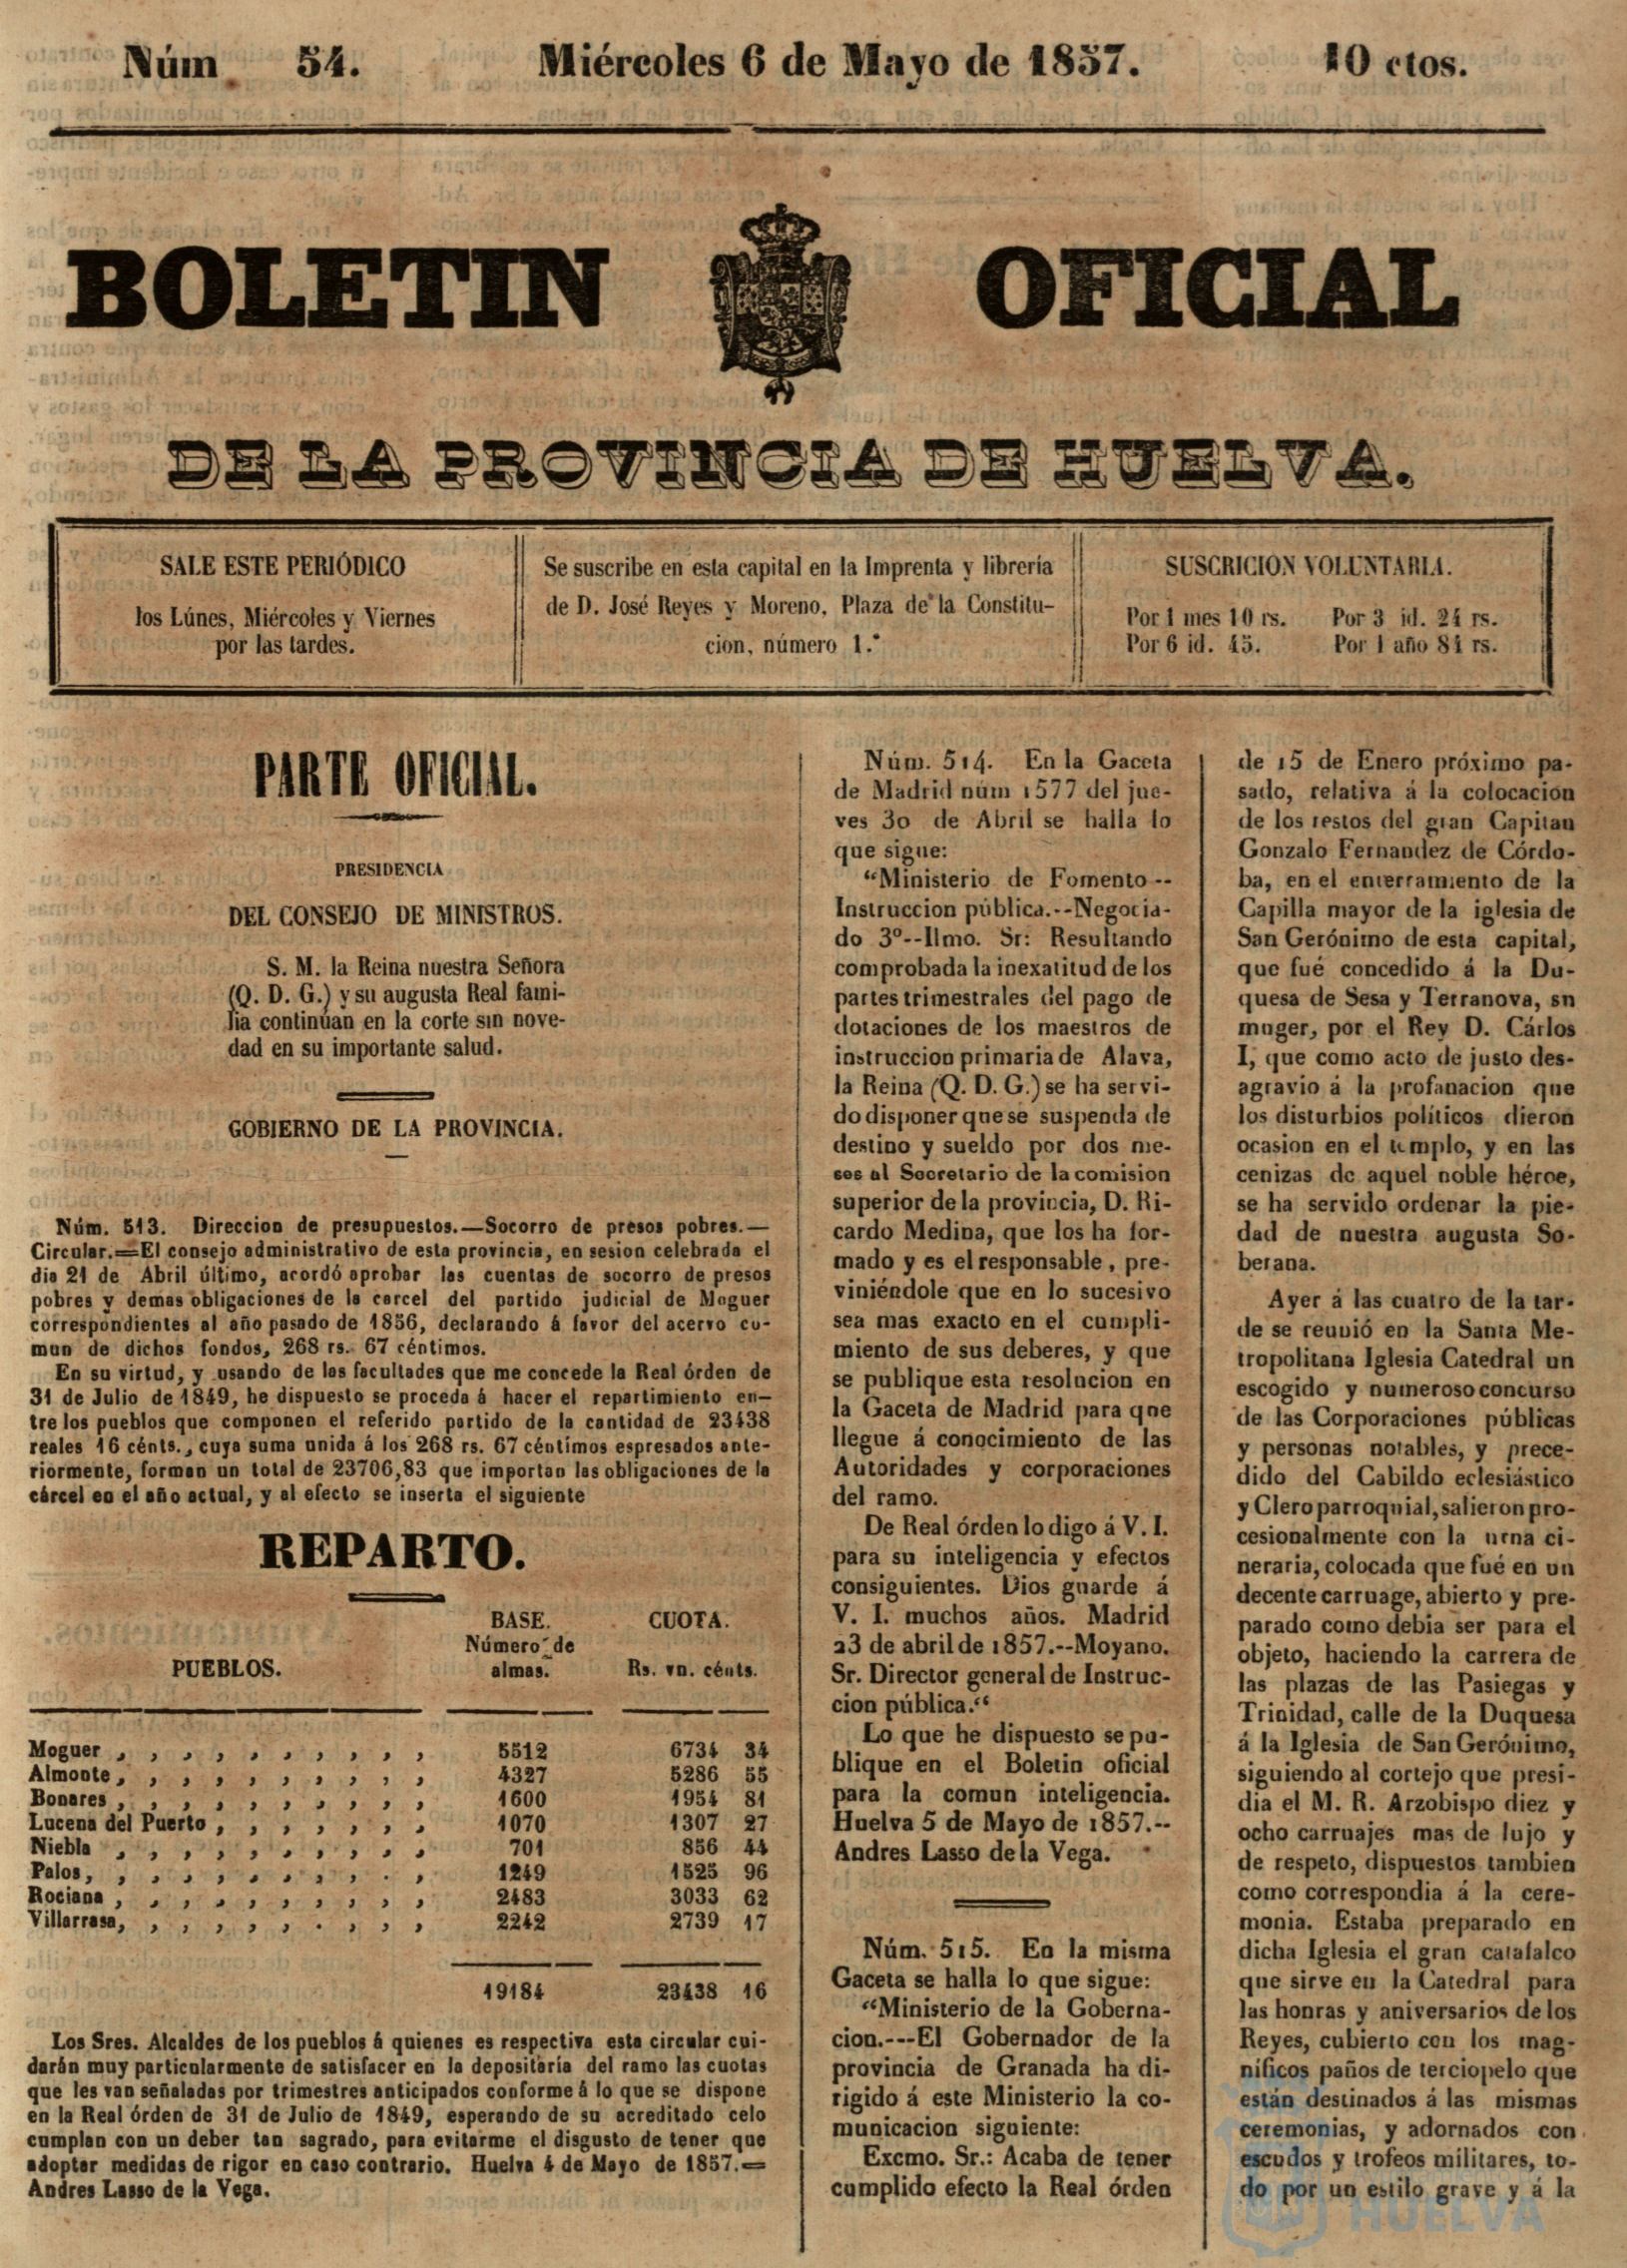 Núm 54. Miércoles 6 de Mayo de 1857. 10 ctos.
BOLETIN OFICIAL
DE LA PROVINCIA DE HUELVA.
SALE ESTE PERIÓDICO
los Lúnes, Miércoles y Viernes
por las tardes.
Se suscribe en esta capital en la Imprenta y librería
de D. José Reyes y Moreno, Plaza de la Constitu-
cion, número 1.°
SUSCRICION VOLUNTARIA.
Por 1 mes 10 rs. Por 3 id. 24 rs.
Por 6 id. 45. Por 1 año 84 rs.
PARTE OFICIAL.
PRESIDENCIA
DEL CONSEJO DE MINISTROS.
S. M. la Reina nuestra Señora
(Q. D. G.) y su augusta Real fami-
lia continúan en la corte sin nove-
dad en su importante salud.
GOBIERNO DE LA PROVINCIA.
Núm. 513. Direccion de presupuestos.—Socorro de presos pobres.—
Circular.=El consejo administrativo de esta provincia, en sesion celebrada el
dia 21 de Abril último, acordó aprobar las cuentas de socorro de presos
pobres y demas obligaciones de la carcel del partido judicial de Moguer
correspondientes al año pasado de 1856, declarando á favor del acervo cu-
mun de dichos fondos, 268 rs. 67 céntimos.
En su virtud, y usando de las facultades que me concede la Real órden de
31 de Julio de 1849, he dispuesto se proceda á hacer el repartimiento en-
tre los pueblos que componen el referido partido de la cantidad de 23438
reales 16 cénts., cuya suma unida á los 268 rs. 67 céntimos espresados ante-
riormente, forman un total de 23706,83 que importan las obligaciones de la
cárcel en el año actual, y al efecto se inserta el siguiente
REPARTO.
PUEBLOS. BASE. Número de almas. CUOTA. Rs. vn. cénts.
Moguer , , , , , , , , , , 5512 6734 34
Almonte , , , , , , , , , , 4327 5286 55
Bonares , , , , , , , , , , 1600 1954 81
Lucena del Puerto , , , , , , , 1070 1307 27
Niebla , , , , , , , , , , 701 856 44
Palos, , , , , , , , , . , 1249 1525 96
Rociana , , , , , , , , , , 2483 3033 62
Villarrasa, , , , , , . , , , 2242 2739 17
19184 23438 16
Los Sres. Alcaldes de los pueblos á quienes es respectiva esta circular cui-
darán muy particularmente de satisfacer en la depositaría del ramo las cuotas
que les van señaladas por trimestres anticipados conforme á lo que se dispone
en la Real órden de 31 de Julio de 1849, esperando de su acreditado celo
cumplan con un deber tan sagrado, para evitarme el disgusto de tener que
adoptar medidas de rigor en caso contrario. Huelva 4 de Mayo de 1857.=
Andres Lasso de la Vega.
Núm. 514. En la Gaceta
de Madrid núm 1577 del jue-
ves 30 de Abril se halla lo
que sigue:
“Ministerio de Fomento--
Instruccion pública.--Negocia-
do 3º--Ilmo. Sr: Resultando
comprobada la inexatitud de los
partes trimestrales del pago de
dotaciones de los maestros de
instruccion primaria de Alava,
la Reina (Q. D. G.) se ha servi-
do disponer que se suspenda de
destino y sueldo por dos me-
ses al Secretario de la comision
superior de la provincia, D. Ri-
cardo Medina, que los ha for-
mado y es el responsable, pre-
viniéndole que en lo sucesivo
sea mas exacto en el cumpli-
miento de sus deberes, y que
se publique esta resolucion en
la Gaceta de Madrid para qne
llegue á conocimiento de las
Autoridades y corporaciones
del ramo.
De Real órden lo digo á V. I.
para su inteligencia y efectos
consiguientes. Dios guarde á
V. I. muchos años. Madrid
23 de abril de 1857.--Moyano.
Sr. Director general de Instruc-
cion pública.“
Lo que he dispuesto se pu-
blique en el Boletin oficial
para la comun inteligencia.
Huelva 5 de Mayo de 1857.--
Andres Lasso de la Vega.
Núm. 515. En la misma
Gaceta se halla lo que sigue:
“Ministerio de la Goberna-
cion.---El Gobernador de la
provincia de Granada ha di-
rigido á este Ministerio la co-
municacion siguiente:
Excmo. Sr.: Acaba de tener
cumplido efecto la Real órden
de 15 de Enero próximo pa-
sado, relativa á la colocacion
de los restos del gran Capitan
Gonzalo Fernandez de Córdo-
ba, en el enterramiento de la
Capilla mayor de la iglesia de
San Gerónimo de esta capital,
que fué concedido á la Du-
quesa de Sesa y Terranova, sn
muger, por el Rey D. Cárlos
I, que como acto de justo des-
agravio á la profanacion que
los disturbios políticos dieron
ocasion en el templo, y en las
cenizas de aquel noble héroe,
se ha servido ordenar la pie-
dad de nuestra augusta So-
berana.
Ayer á las cuatro de la tar-
de se reunió en la Santa Me-
tropolitana Iglesia Catedral un
escogido y numeroso concurso
de las Corporaciones públicas
y personas notables, y prece-
dido del Cabildo eclesiástico
y Clero parroquial, salieron pro-
cesionalmente con la urna ci-
neraria, colocada que fué en un
decente carruage, abierto y pre-
parado como debia ser para el
objeto, haciendo la carrera de
las plazas de las Pasiegas y
Trinidad, calle de la Duquesa
á la Iglesia de San Gerónimo,
siguiendo al cortejo que presi-
dia el M. R. Arzobispo diez y
ocho carruajes mas de lujo y
de respeto, dispuestos tambien
como correspondia á la cere-
monia. Estaba preparado en
dicha Iglesia el gran catafalco
que sirve en la Catedral para
las honras y aniversarios de los
Reyes, cubierto con los mag-
níficos paños de terciopelo que
están destinados á las mismas
ceremonias, y adornados con
escudos y trofeos militares, to-
do por un estilo grave y á la
HUELVA